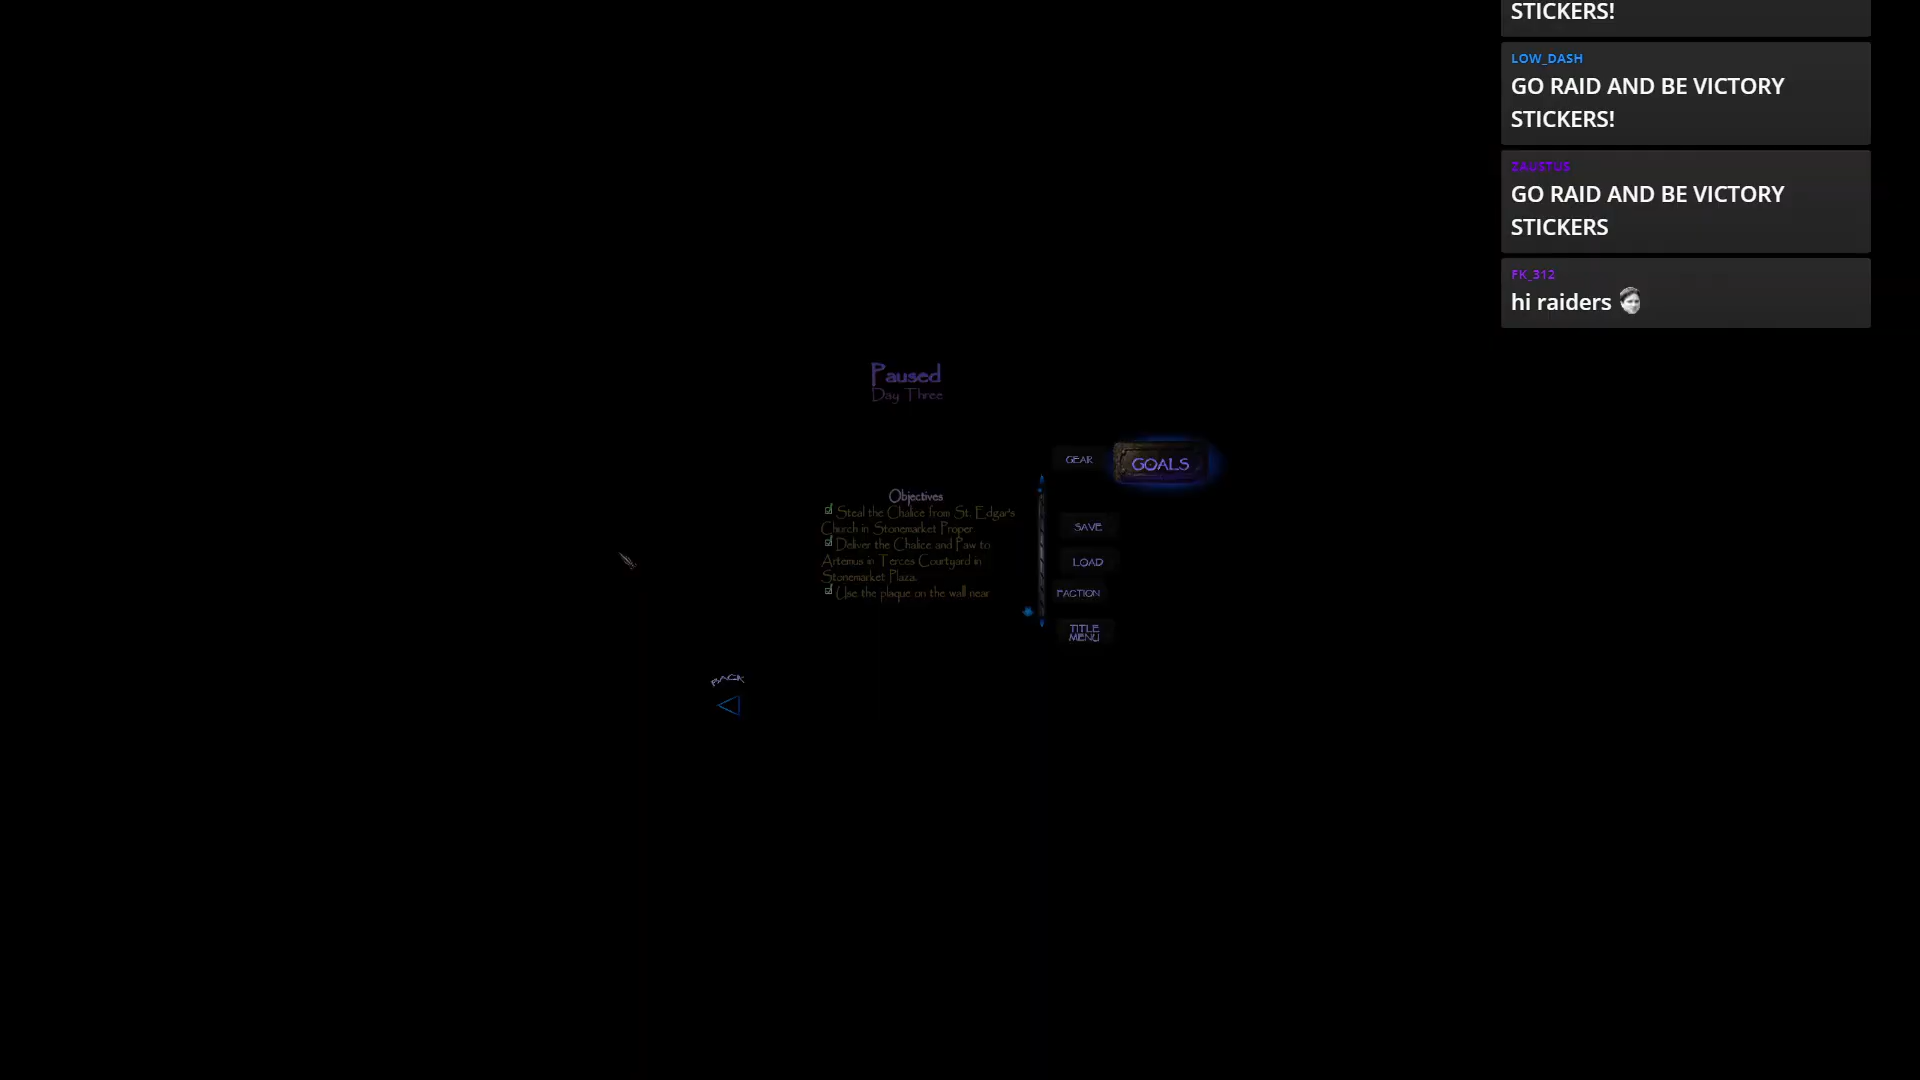 STICKERS!
LOW_DASH
GO RAID AND BE VICTORY
STICKERS!
ZAUSTUS
GO RAID AND BE VICTORY
STICKERS
FK_312
hi raiders
Paused
Day Three
GEAR
GOALS
Objectives
Steal the Chalice from St. Edgar's
Church in Stonemarket Proper.
Deliver the Chalice and Paw to
Artemus in Terces Courtyard in
Stonemarket Plaza.
Use the plaque on the wall near
SAVE
LOAD
FACTION
TITLE
MENU
BACK